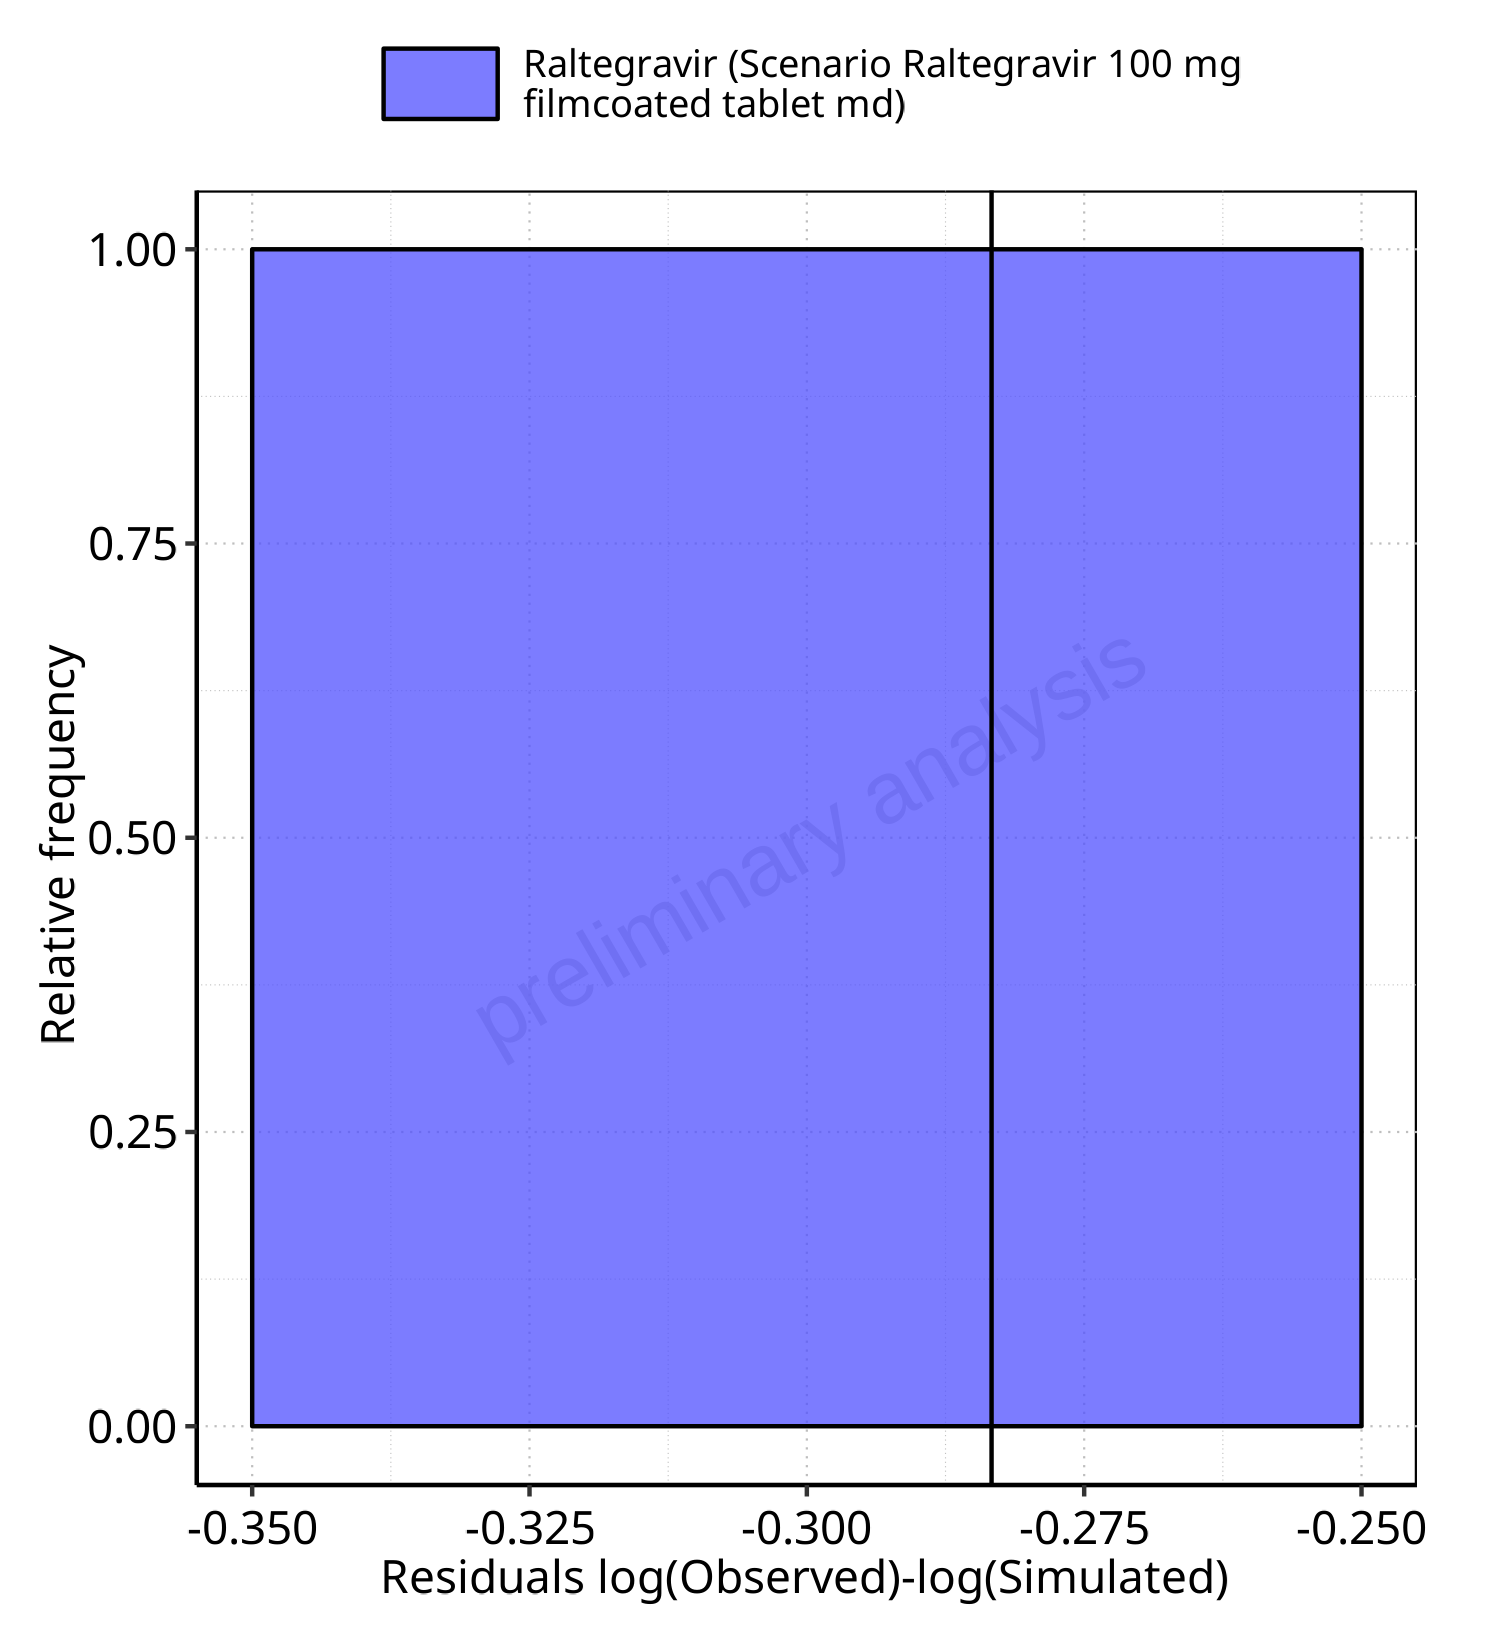 Raltegravir (Scenario Raltegravir 100 mg
filmcoated tablet md)
1.00
0.75
0.50
0.25
0.00
Relative frequency
preliminary analysis
-0.350 -0.325 -0.300 -0.275 -0.250
Residuals log(Observed)-log(Simulated)